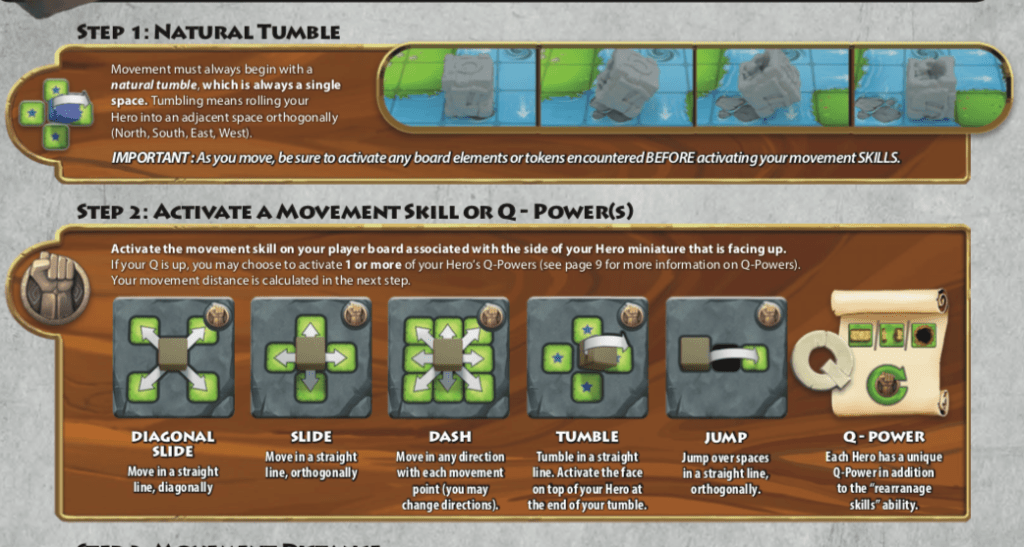 Step 1: Natural Tumble
Movement must always begin with a
natural tumble, which is always a single
space. Tumbling means rolling your
Hero into an adjacent space orthogonally
(North, South, East, West).
IMPORTANT: As you move, be sure to activate any board elements or tokens encountered BEFORE activating your movement SKILLS.
Step 2: Activate a Movement Skill or Q - Power(s)
Activate the movement skill on your player board associated with the side of your Hero miniature that is facing up.
If your Q is up, you may choose to activate 1 or more of your Hero's Q-Powers (see page 9 for more information on Q-Powers).
Your movement distance is calculated in the next step.
Q
DIAGONAL
SLIDE
Move in a straight
line, diagonally
SLIDE
Move in a straight
line, orthogonally
DASH
Move in any direction
with each movement
point (you may
change directions).
TUMBLE
Tumble in a straight
line. Activate the face
on top of your Hero at
the end of your tumble.
JUMP
Jump over spaces
in a straight line,
orthogonally.
Q - POWER
Each Hero has a unique
Q-Power in addition
to the "rearranage
skills" ability.
Step 3: Movement Distance